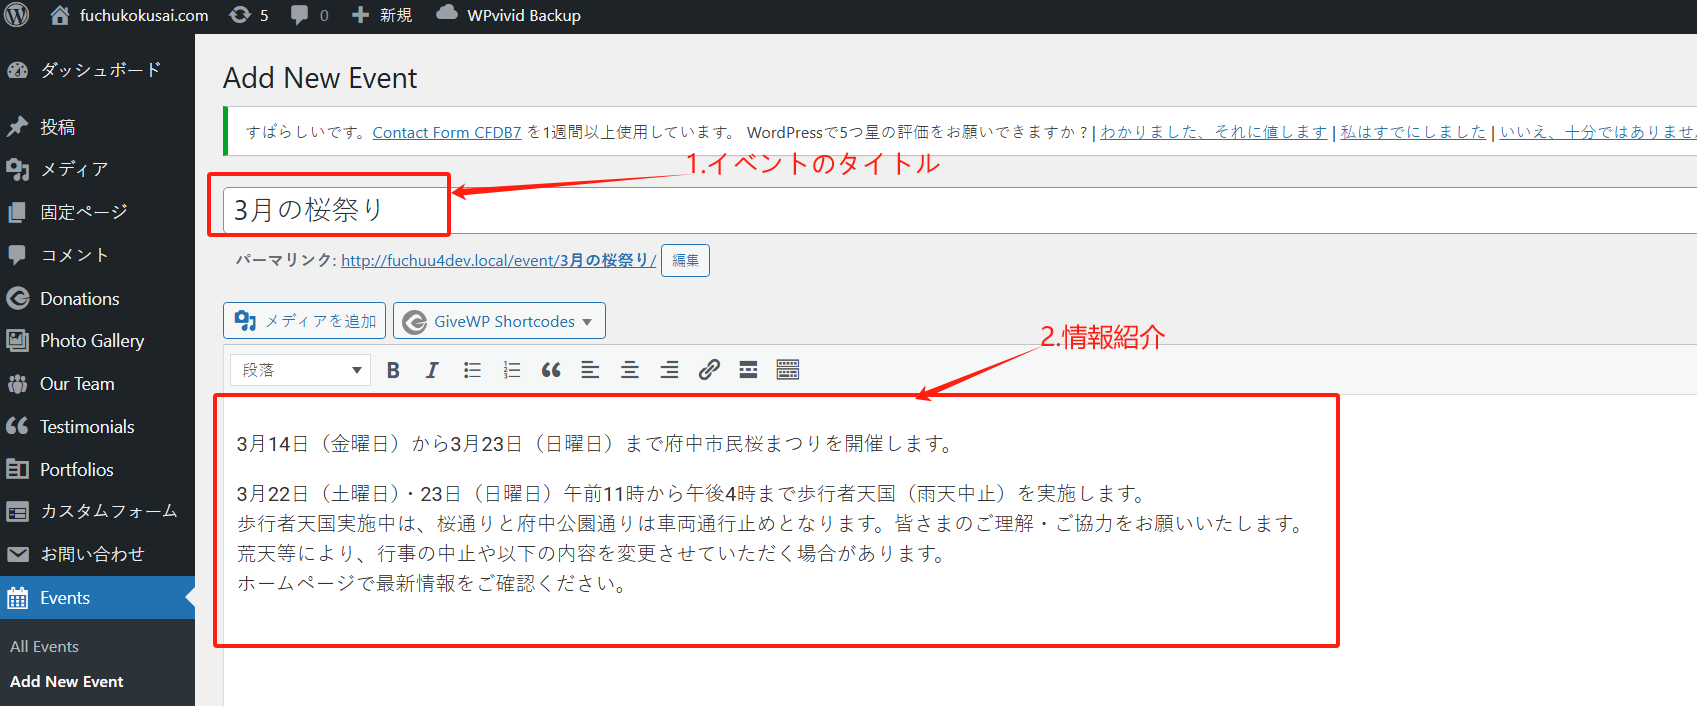 fuchukokusai.com 5 0 新規 WPvivid Backup
ダッシュボード
投稿
メディア
固定ページ
コメント
Donations
Photo Gallery
Our Team
Testimonials
Portfolios
カスタムフォーム
お問い合わせ
Events
All Events
Add New Event
Add New Event
すばらしいです。Contact Form CFDB7 を1週間以上使用しています。 WordPressで5つ星の評価をお願いできますか ? | わかりました、それに値します | 私はすでにしました | いいえ、十分ではありません
1.イベントのタイトル
3月の桜祭り
パーマリンク: http://fuchuu4dev.local/event/3月の桜祭り/ 編集
メディアを追加 GiveWP Shortcodes
2.情報紹介
段落
3月14日（金曜日）から3月23日（日曜日）まで府中市民桜まつりを開催します。
3月22日（土曜日）・23日（日曜日）午前11時から午後4時まで歩行者天国（雨天中止）を実施します。
歩行者天国実施中は、桜通りと府中公園通りは車両通行止めとなります。皆さまのご理解・ご協力をお願いいたします。
荒天等により、行事の中止や以下の内容を変更させていただく場合があります。
ホームページで最新情報をご確認ください。